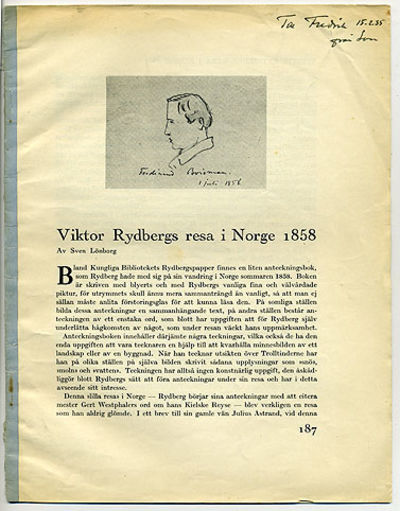 Till Fredrik 15.2.35
från Sven
Ferdinand Boisman.
1 juli 1856
Viktor Rydbergs resa i Norge 1858
Av Sven Lönborg
Bland Kungliga Bibliotekets Rydbergspapper finnes en liten anteckningsbok,
som Rydberg hade med sig på sin vandring i Norge sommaren 1858. Boken
är skriven med blyerts och med Rydbergs vanliga fina och välvårdade
piktur, för utrymmets skull ännu mera sammanträngd än vanligt, så att man ej
sällan måste anlita förstoringsglas för att kunna läsa den. På somliga ställen
bilda dessa anteckningar en sammanhängande text, på andra ställen består an-
teckningen av ett enstaka ord, som blott har uppgiften att för Rydberg själv
underlätta hågkomsten av något, som under resan väckt hans uppmärksamhet.
Anteckningsboken innehåller därjämte några teckningar, vilka också de ha den
enda uppgiften att vara tecknaren en hjälp till att kvarhålla minnesbilden av ett
landskap eller av en byggnad. När han tecknar utsikten över Trolltinderne har
han på olika ställen på själva bilden skrivit sådana upplysningar som snötö,
smolns och svattens. Teckningen har alltså ingen konstnärlig uppgift, den åskåd-
liggör blott Rydbergs sätt att föra anteckningar under sin resa och har i detta
avseende sitt intresse.
Denna stilla resas i Norge — Rydberg börjar sina anteckningar med att citera
mester Gert Westphalers ord om hans Kielske Reyse — blev verkligen en resa
som han aldrig glömde. I ett brev till sin gamle vän Julius Åstrand, vid denna
187